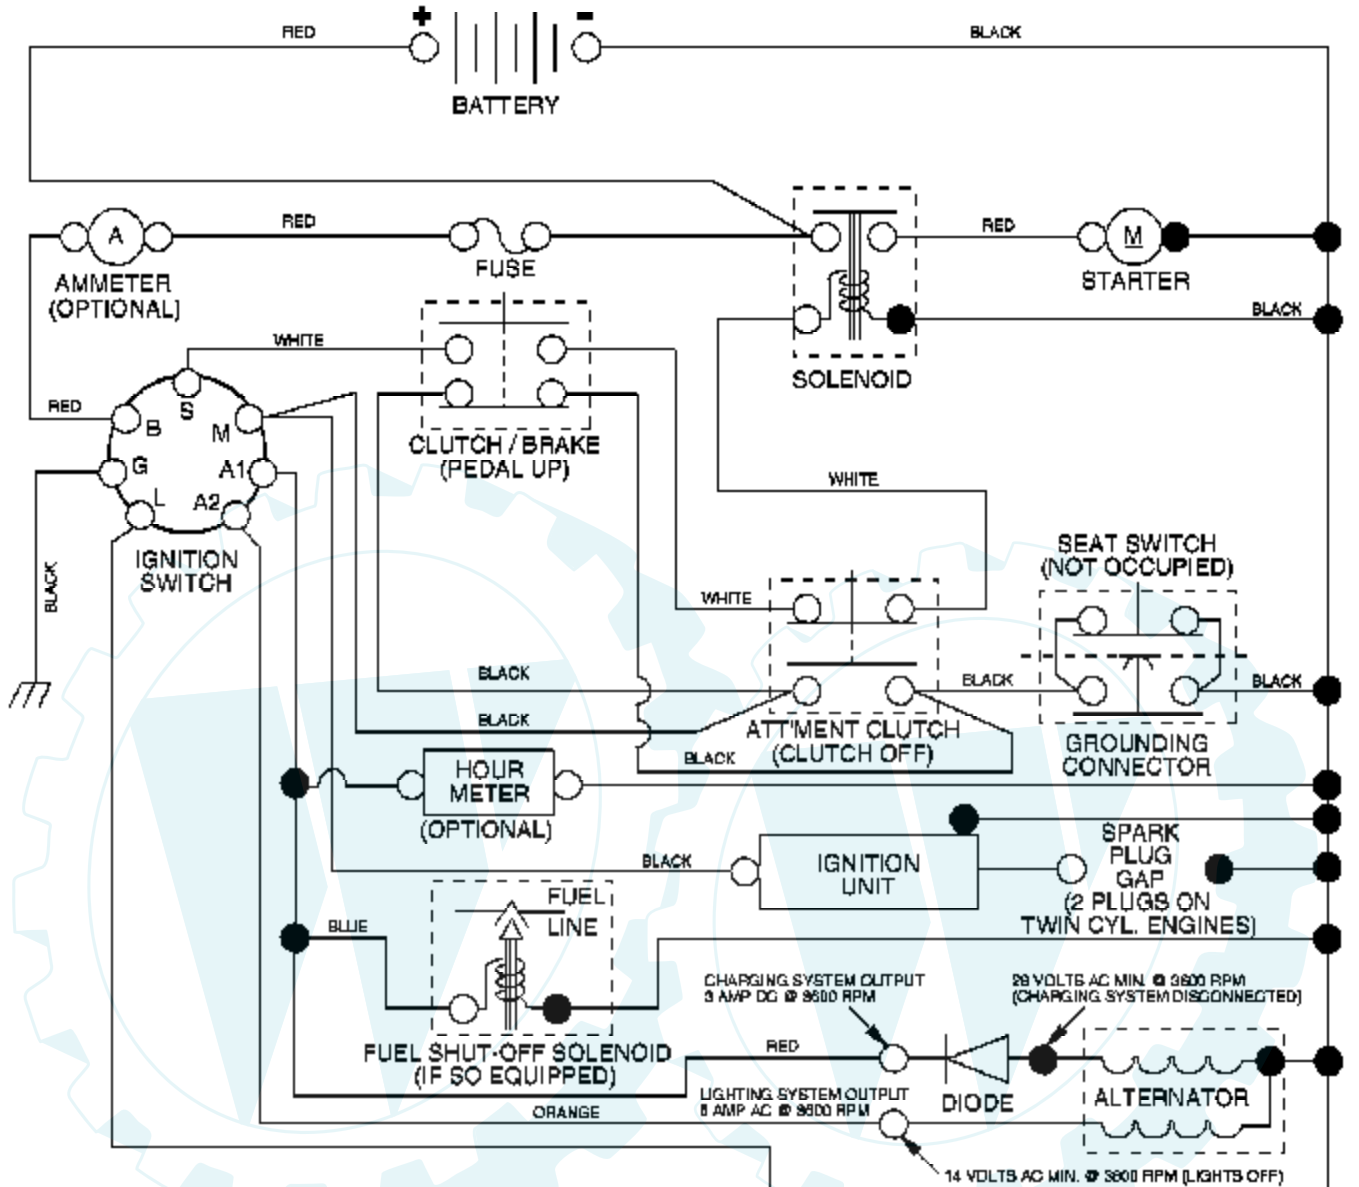 + -
RED
BLACK
BATTERY
RED
RED
A
M
FUSE
AMMETER
(OPTIONAL)
STARTER
BLACK
WHITE
SOLENOID
RED
S
B
M
CLUTCH / BRAKE
(PEDAL UP)
G
A1
L
A2
WHITE
IGNITION
SWITCH
BLACK
SEAT SWITCH
(NOT OCCUPIED)
WHITE
BLACK
BLACK
BLACK
BLACK
ATT'MENT CLUTCH
(CLUTCH OFF)
BLACK
GROUNDING
CONNECTOR
HOUR
METER
(OPTIONAL)
SPARK
PLUG
GAP
(2 PLUGS ON
TWIN CYL. ENGINES)
BLACK
IGNITION
UNIT
FUEL
LINE
BLUE
CHARGING SYSTEM OUTPUT
3 AMP DC @ 3600 RPM
28 VOLTS AC MIN. @ 3600 RPM
(CHARGING SYSTEM DISCONNECTED)
FUEL SHUT-OFF SOLENOID
(IF SO EQUIPPED)
RED
LIGHTING SYSTEM OUTPUT
5 AMP AC @ 3600 RPM
DIODE
ALTERNATOR
ORANGE
14 VOLTS AC MIN. @ 3600 RPM (LIGHTS OFF)